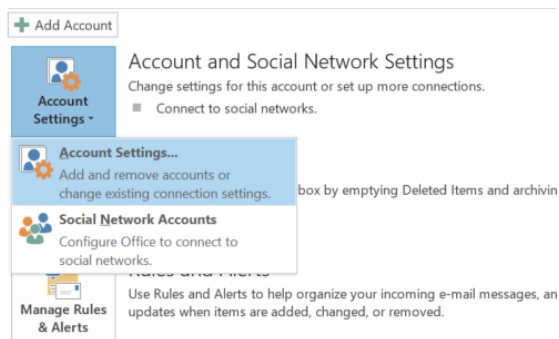 Add Account
Account and Social Network Settings
Change settings for this account or set up more connections.
Connect to social networks.
Account
Settings
Account Settings...
Add and remove accounts or
change existing connection settings.
box by emptying Deleted Items and archivin
Social Network Accounts
Configure Office to connect to
social networks.
Rules and Alerts
Use Rules and Alerts to help organize your incoming e-mail messages, an
updates when items are added, changed, or removed.
Manage Rules
& Alerts